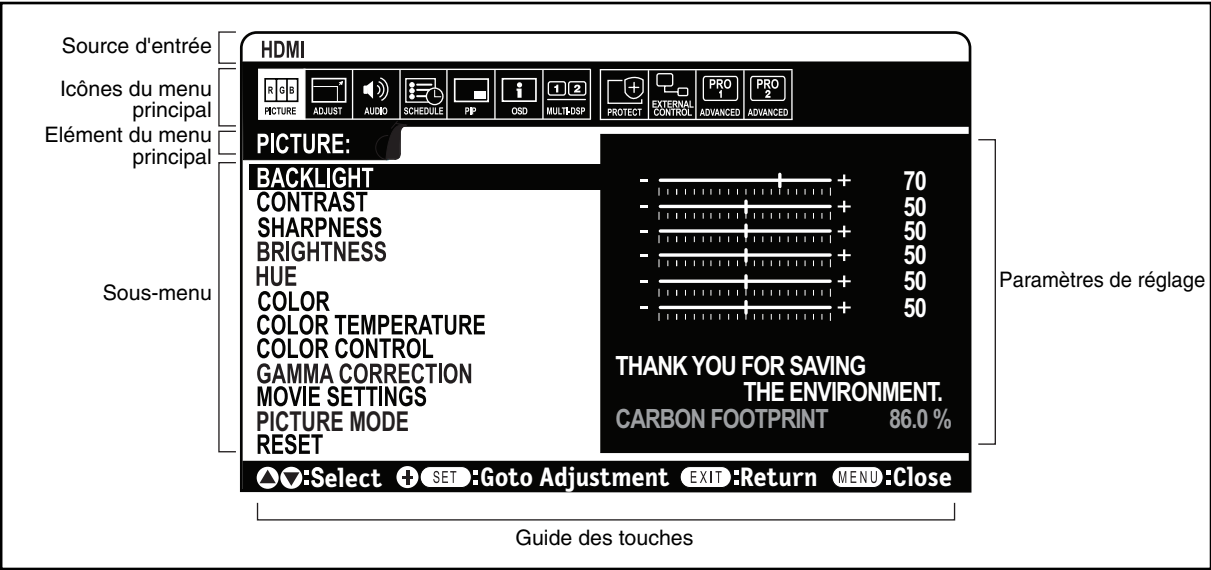 Source d'entrée
HDMI
Icônes du menu
principal
R G B
PICTURE
ADJUST
AUDIO
SCHEDULE
PIP
OSD
1 2
MULTI-DSP
PROTECT
EXTERNAL
CONTROL
PRO
1
ADVANCED
PRO
2
ADVANCED
Elément du menu
principal
PICTURE:
Sous-menu
BACKLIGHT - + 70
CONTRAST - + 50
SHARPNESS - + 50
BRIGHTNESS - + 50
HUE - + 50
COLOR - + 50
COLOR TEMPERATURE
COLOR CONTROL
GAMMA CORRECTION
MOVIE SETTINGS
PICTURE MODE
RESET
THANK YOU FOR SAVING
THE ENVIRONMENT.
CARBON FOOTPRINT 86.0 %
Paramètres de réglage
:Select + SET :Goto Adjustment EXIT :Return MENU :Close
Guide des touches